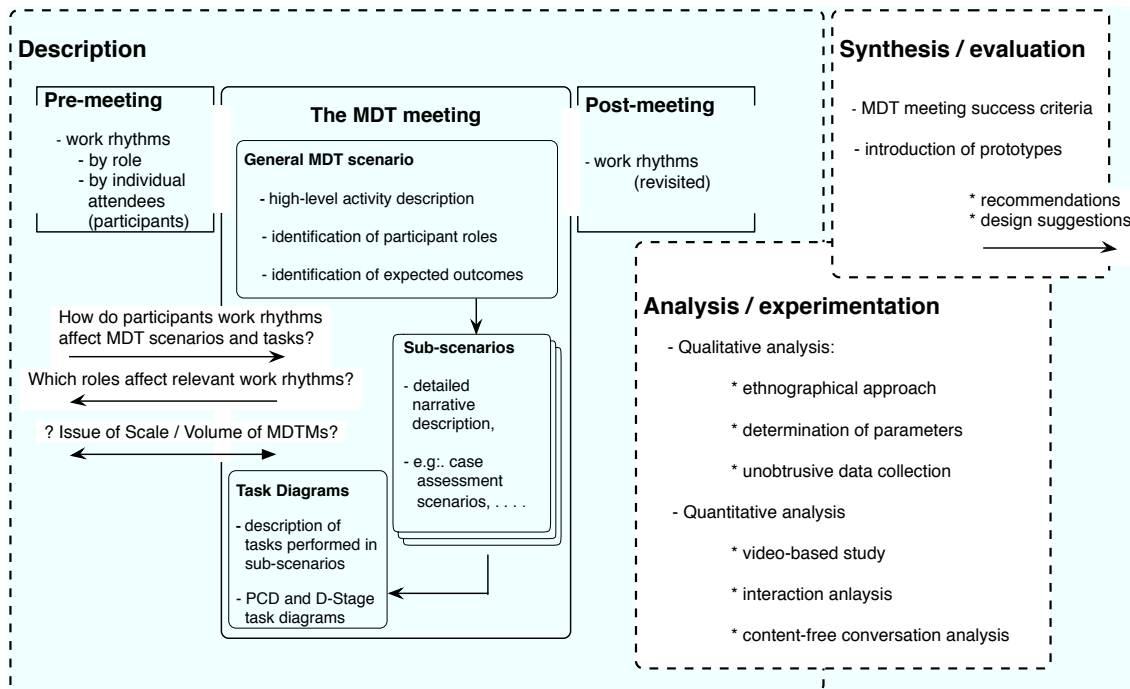 Description
Pre-meeting
- work rhythms
- by role
- by individual
attendees
(participants)
The MDT meeting
General MDT scenario
- high-level activity description
- identification of participant roles
- identification of expected outcomes
Post-meeting
- work rhythms
(revisited)
How do participants work rhythms
affect MDT scenarios and tasks?
Which roles affect relevant work rhythms?
? Issue of Scale / Volume of MDTMs?
Sub-scenarios
- detailed
narrative
description,
- e.g:. case
assessment
scenarios, . . . .
Task Diagrams
- description of
tasks performed in
sub-scenarios
- PCD and D-Stage
task diagrams
Synthesis / evaluation
- MDT meeting success criteria
- introduction of prototypes
* recommendations
* design suggestions
Analysis / experimentation
- Qualitative analysis:
* ethnographical approach
* determination of parameters
* unobtrusive data collection
- Quantitative analysis
* video-based study
* interaction anlaysis
* content-free conversation analysis